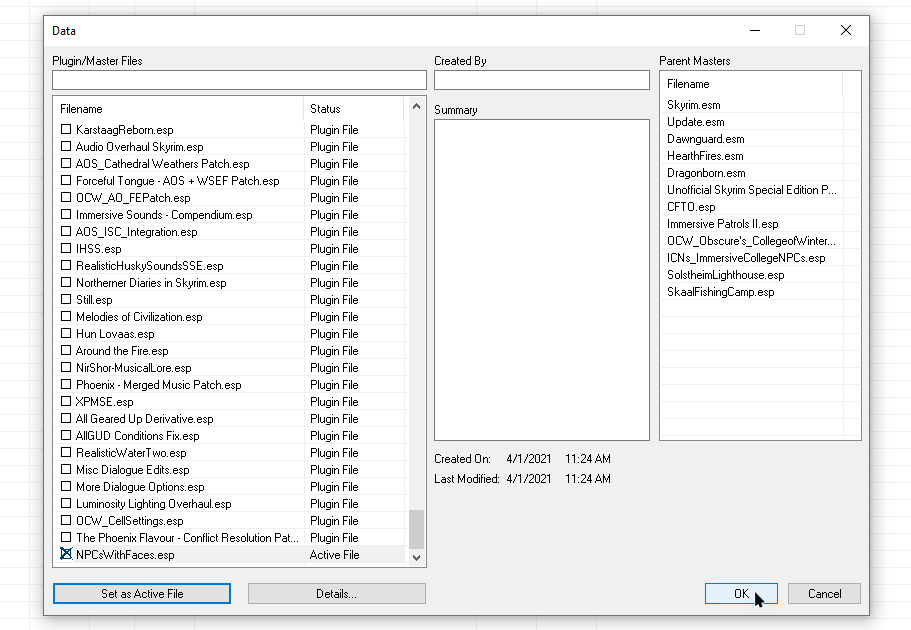 Data
Plugin/Master Files
Created By
Parent Masters
Filename Status
KarstaagReborn.esp Plugin File
Audio Overhaul Skyrim.esp Plugin File
AOS_Cathedral Weathers Patch.esp Plugin File
Forceful Tongue - AOS + WSEF Patch.esp Plugin File
OCW_AO_FEPatch.esp Plugin File
Immersive Sounds - Compendium.esp Plugin File
AOS_ISC_Integration.esp Plugin File
IHSS.esp Plugin File
RealisticHuskySoundsSSE.esp Plugin File
Northerner Diaries in Skyrim.esp Plugin File
Still.esp Plugin File
Melodies of Civilization.esp Plugin File
Hun Lovaas.esp Plugin File
Around the Fire.esp Plugin File
NirShor-MusicalLore.esp Plugin File
Phoenix - Merged Music Patch.esp Plugin File
XPMSE.esp Plugin File
All Geared Up Derivative.esp Plugin File
AllGUD Conditions Fix.esp Plugin File
RealisticWaterTwo.esp Plugin File
Misc Dialogue Edits.esp Plugin File
More Dialogue Options.esp Plugin File
Luminosity Lighting Overhaul.esp Plugin File
OCW_CellSettings.esp Plugin File
The Phoenix Flavour - Conflict Resolution Pat... Plugin File
NPCsWithFaces.esp Active File
Set as Active File
Details...
Summary
Created On: 4/1/2021 11:24 AM
Last Modified: 4/1/2021 11:24 AM
Filename
Skyrim.esm
Update.esm
Dawnguard.esm
HearthFires.esm
Dragonborn.esm
Unofficial Skyrim Special Edition P...
CFTO.esp
Immersive Patrols II.esp
OCW_Obscure's_CollegeofWinter...
ICNs_ImmersiveCollegeNPCs.esp
SolstheimLighthouse.esp
SkaalFishingCamp.esp
OK
Cancel